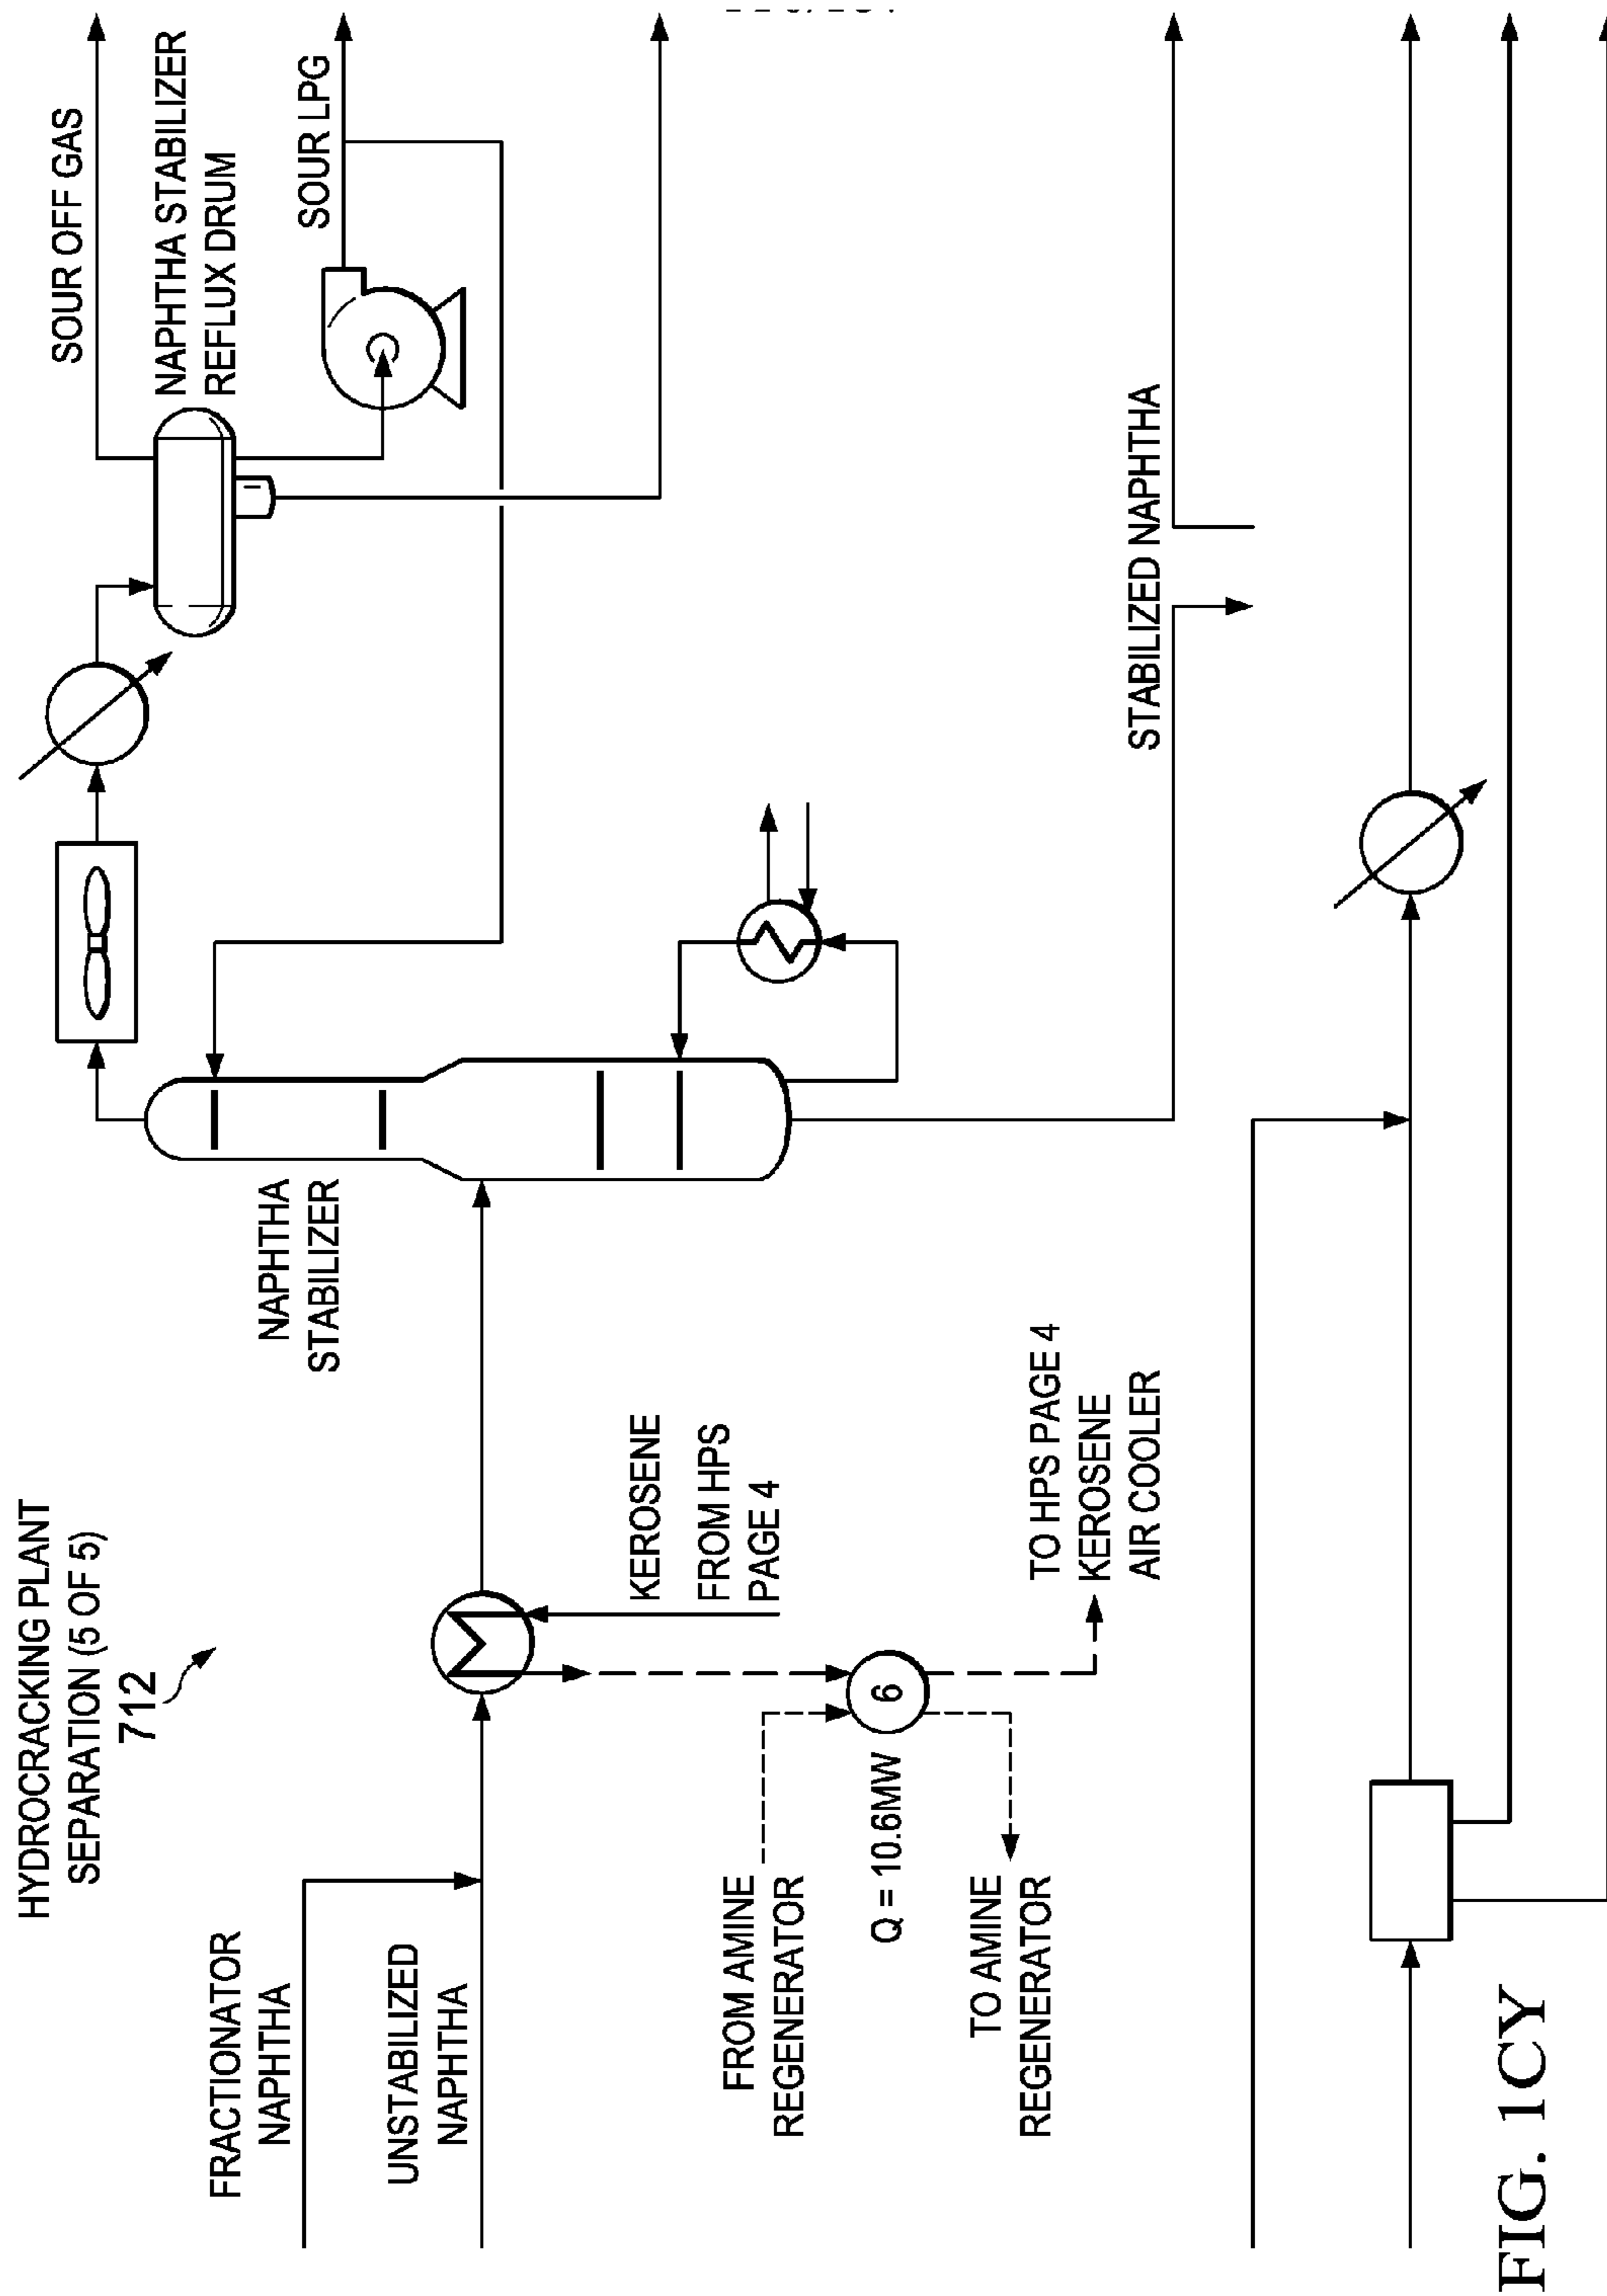 HYDROCRACKING PLANT
SEPARATION (5 OF 5)
712
FRACTIONATOR
NAPHTHA
UNSTABILIZED
NAPHTHA
NAPHTHA
STABILIZER
SOUR OFF GAS
NAPHTHA STABILIZER
REFLUX DRUM
SOUR LPG
KEROSENE
FROM HPS
PAGE 4
FROM AMINE
REGENERATOR
Q = 10.6MW
6
TO AMINE
REGENERATOR
TO HPS PAGE 4
KEROSENE
AIR COOLER
STABILIZED NAPHTHA
FIG. 1CY